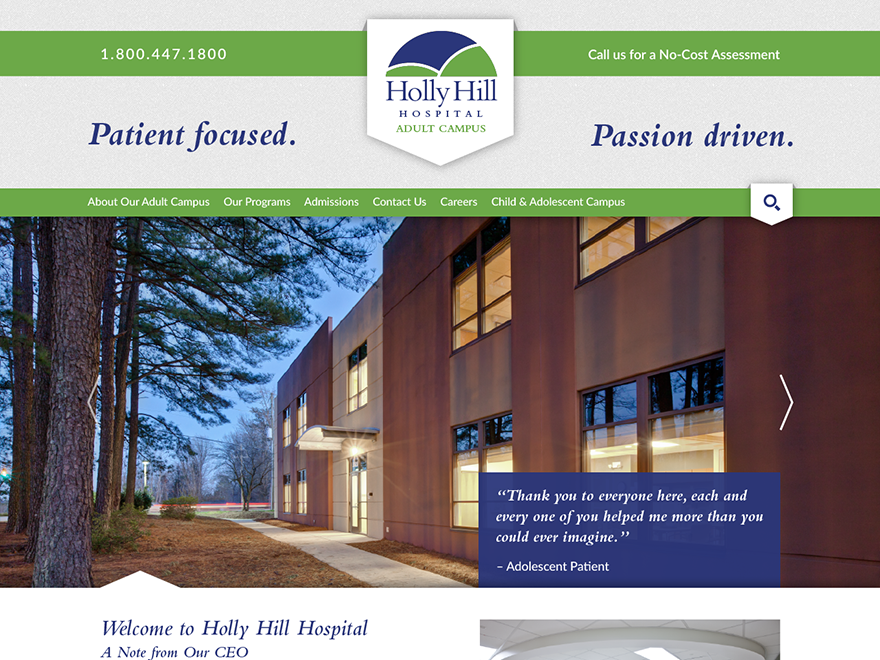 1.800.447.1800
Call us for a No-Cost Assessment
Holly Hill
HOSPITAL
ADULT CAMPUS
Patient focused.
Passion driven.
About Our Adult Campus
Our Programs
Admissions
Contact Us
Careers
Child & Adolescent Campus
“Thank you to everyone here, each and
every one of you helped me more than you
could ever imagine.”
– Adolescent Patient
Welcome to Holly Hill Hospital
A Note from Our CEO